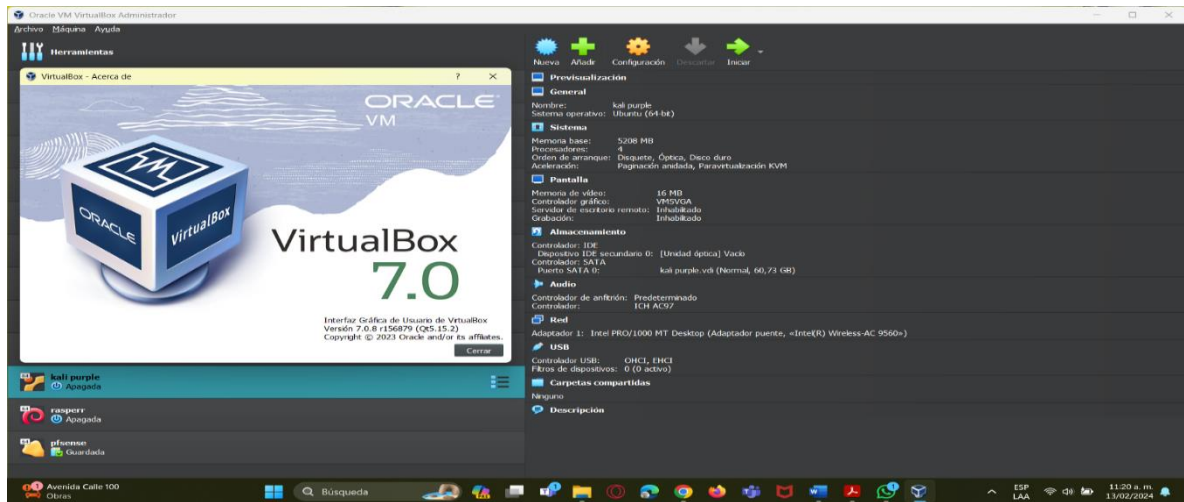 Oracle VM VirtualBox Administrador
Archivo Máquina Ayuda
Herramientas
Nueva Añadir Configuración Descartar Iniciar
VirtualBox - Acerca de ? ×
ORACLE
VM
ORACLE
VirtualBox
VirtualBox
7.0
Interfaz Gráfica de Usuario de VirtualBox
Versión 7.0.8 r156879 (Qt5.15.2)
Copyright © 2023 Oracle and/or its affiliates.
Cerrar
kali purple
Apagada
rasperr
Apagada
pfsense
Guardada
Previsualización
General
Nombre: kali purple
Sistema operativo: Ubuntu (64-bit)
Sistema
Memoria base: 5208 MB
Procesadores: 4
Orden de arranque: Disquete, Óptica, Disco duro
Aceleración: Paginación anidada, Paravirtualización KVM
Pantalla
Memoria de vídeo: 16 MB
Controlador gráfico: VMSVGA
Servidor de escritorio remoto: Inhabilitado
Grabación: Inhabilitado
Almacenamiento
Controlador: IDE
Dispositivo IDE secundario 0: [Unidad óptica] Vacío
Controlador: SATA
Puerto SATA 0: kali purple.vdi (Normal, 60,73 GB)
Audio
Controlador de anfitrión: Predeterminado
Controlador: ICH AC97
Red
Adaptador 1: Intel PRO/1000 MT Desktop (Adaptador puente, «Intel(R) Wireless-AC 9560»)
USB
Controlador USB: OHCI, EHCI
Filtros de dispositivos: 0 (0 activo)
Carpetas compartidas
Ninguno
Descripción
Avenida Calle 100
Obras
Búsqueda
ESP
LAA
11:20 a. m.
13/02/2024